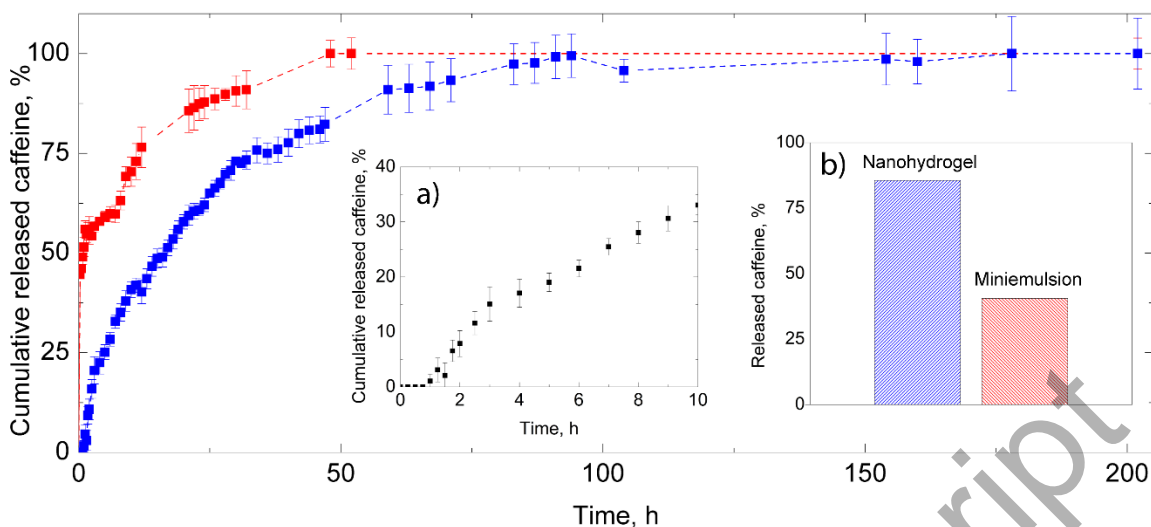 Cumulative released caffeine, %
100
75
50
25
0
0
50
100
150
200
Time, h
a)
Cumulative released caffeine, %
40
30
20
10
0
0
2
4
6
8
10
Time, h
b)
Released caffeine, %
100
75
50
25
0
Nanohydrogel
Miniemulsion
ript